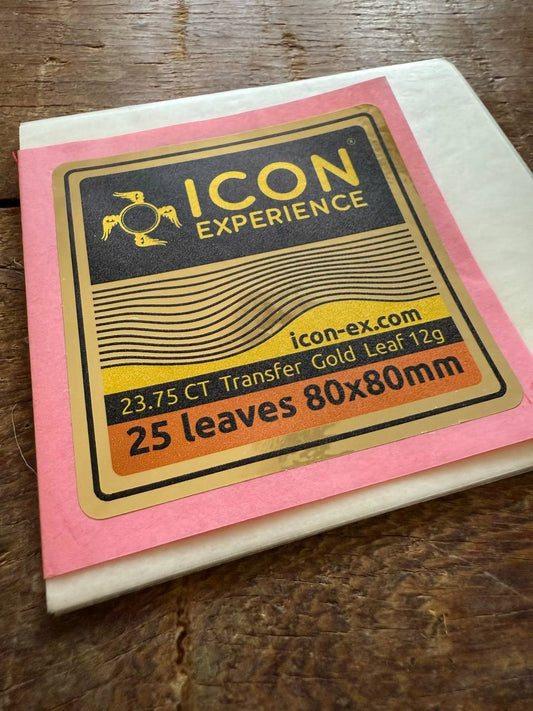 ICON®
EXPERIENCE
icon-ex.com
23.75 CT Transfer Gold Leaf 12g
25 leaves 80x80mm